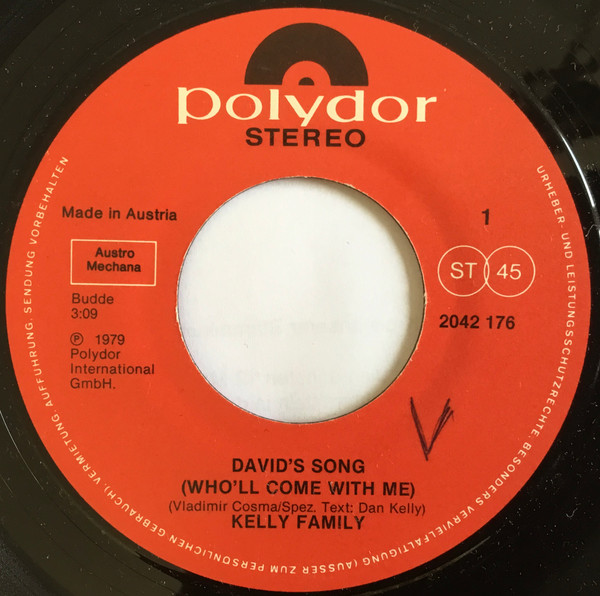 polydor
STEREO
Made in Austria
1
Austro
Mechana
ST 45
Budde
3:09
2042 176
℗ 1979
Polydor
International
GmbH.
DAVID'S SONG
(WHO'LL COME WITH ME)
(Vladimir Cosma/Spez. Text: Dan Kelly)
KELLY FAMILY
URHEBER- UND LEISTUNGSSCHUTZRECHTE, BESONDERS VERVIELFÄLTIGUNG (AUSSER ZUM PERSÖNLICHEN GEBRAUCH), VERMIETUNG, AUFFÜHRUNG, SENDUNG VORBEHALTEN